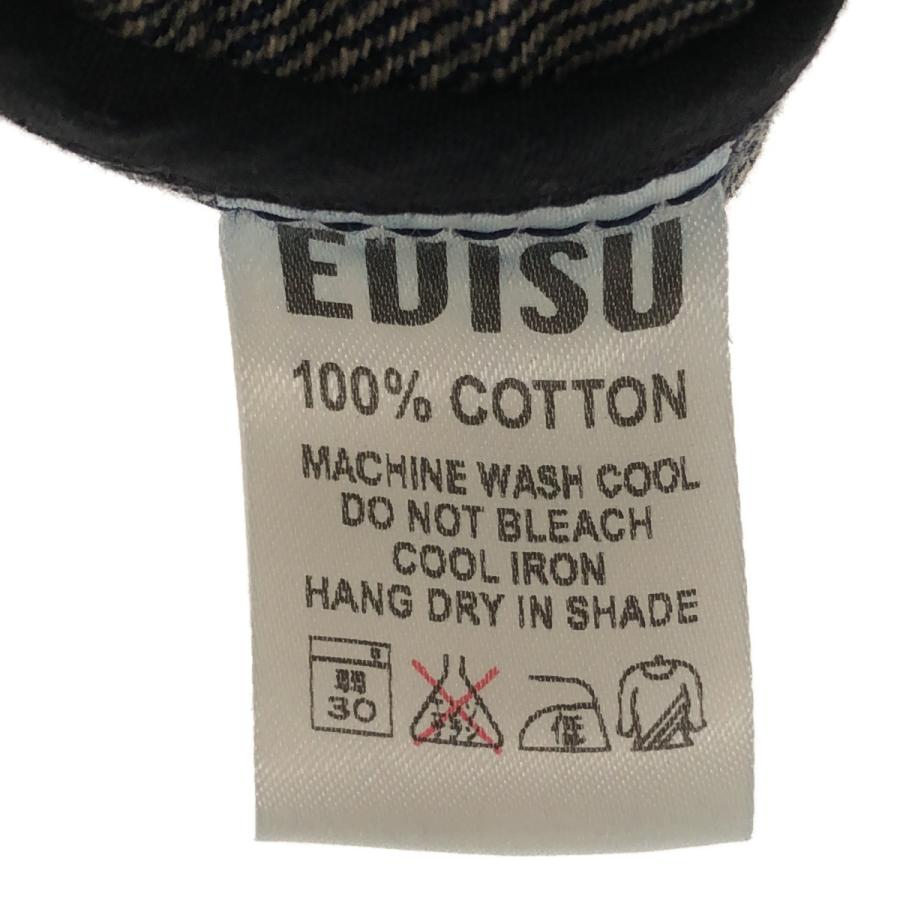 EVISU
100% COTTON
MACHINE WASH COOL
DO NOT BLEACH
COOL IRON
HANG DRY IN SHADE
30